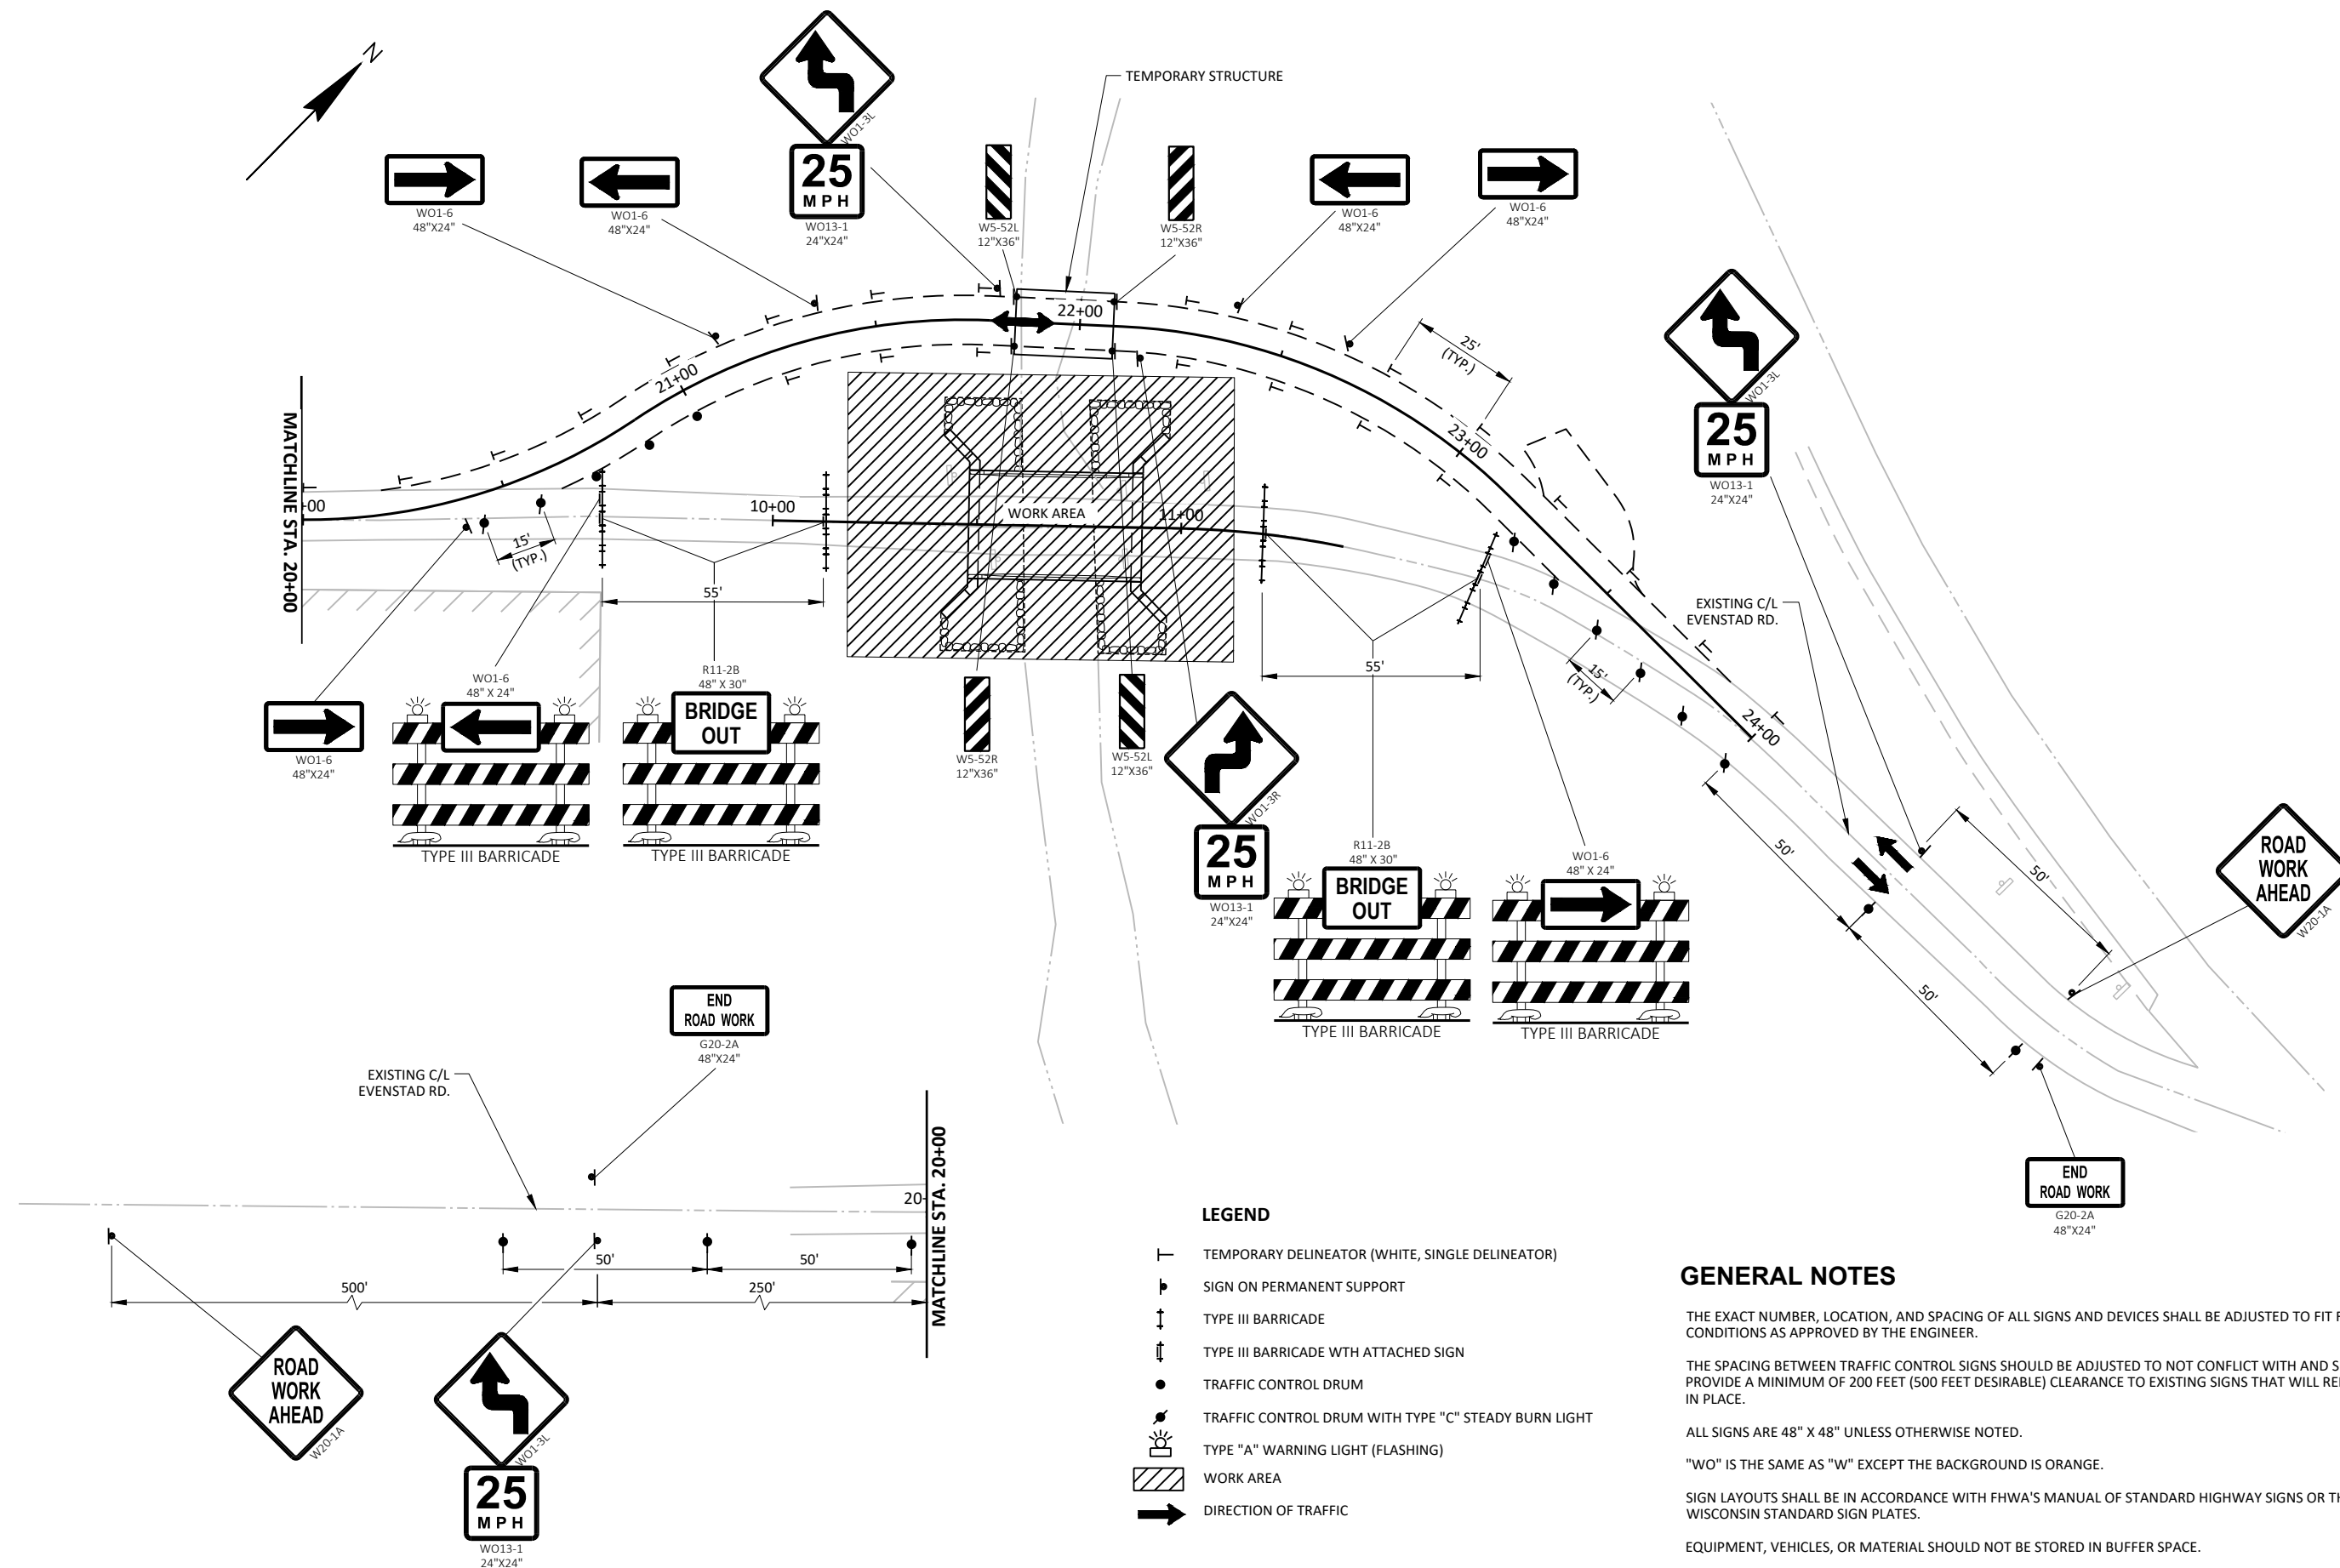 N
TEMPORARY STRUCTURE
WO1-3L
25
MPH
WO13-1
24"X24"
WO1-6
48"X24"
WO1-6
48"X24"
W5-52L
12"X36"
W5-52R
12"X36"
WO1-6
48"X24"
WO1-6
48"X24"
WO1-3L
25
MPH
WO13-1
24"X24"
22+00
21+00
25'
(TYP.)
23+00
MATCHLINE STA. 20+00
+00
10+00
WORK AREA
11+00
15'
(TYP.)
55'
55'
15'
(TYP.)
EXISTING C/L
EVENSTAD RD.
24+00
WO1-6
48"X24"
WO1-6
48" X 24"
TYPE III BARRICADE
R11-2B
48" X 30"
BRIDGE
OUT
TYPE III BARRICADE
W5-52R
12"X36"
W5-52L
12"X36"
WO1-3R
25
MPH
WO13-1
24"X24"
R11-2B
48" X 30"
BRIDGE
OUT
TYPE III BARRICADE
WO1-6
48" X 24"
TYPE III BARRICADE
50'
50'
50'
ROAD
WORK
AHEAD
W20-1A
END
ROAD WORK
G20-2A
48"X24"
END
ROAD WORK
G20-2A
48"X24"
EXISTING C/L
EVENSTAD RD.
20+
MATCHLINE STA. 20+00
50'
50'
500'
250'
ROAD
WORK
AHEAD
W20-1A
WO1-3L
25
MPH
WO13-1
24"X24"
LEGEND
TEMPORARY DELINEATOR (WHITE, SINGLE DELINEATOR)
SIGN ON PERMANENT SUPPORT
TYPE III BARRICADE
TYPE III BARRICADE WTH ATTACHED SIGN
TRAFFIC CONTROL DRUM
TRAFFIC CONTROL DRUM WITH TYPE "C" STEADY BURN LIGHT
TYPE "A" WARNING LIGHT (FLASHING)
WORK AREA
DIRECTION OF TRAFFIC
GENERAL NOTES
THE EXACT NUMBER, LOCATION, AND SPACING OF ALL SIGNS AND DEVICES SHALL BE ADJUSTED TO FIT
CONDITIONS AS APPROVED BY THE ENGINEER.
THE SPACING BETWEEN TRAFFIC CONTROL SIGNS SHOULD BE ADJUSTED TO NOT CONFLICT WITH AND
PROVIDE A MINIMUM OF 200 FEET (500 FEET DESIRABLE) CLEARANCE TO EXISTING SIGNS THAT WILL
IN PLACE.
ALL SIGNS ARE 48" X 48" UNLESS OTHERWISE NOTED.
"WO" IS THE SAME AS "W" EXCEPT THE BACKGROUND IS ORANGE.
SIGN LAYOUTS SHALL BE IN ACCORDANCE WITH FHWA'S MANUAL OF STANDARD HIGHWAY SIGNS OR
WISCONSIN STANDARD SIGN PLATES.
EQUIPMENT, VEHICLES, OR MATERIAL SHOULD NOT BE STORED IN BUFFER SPACE.